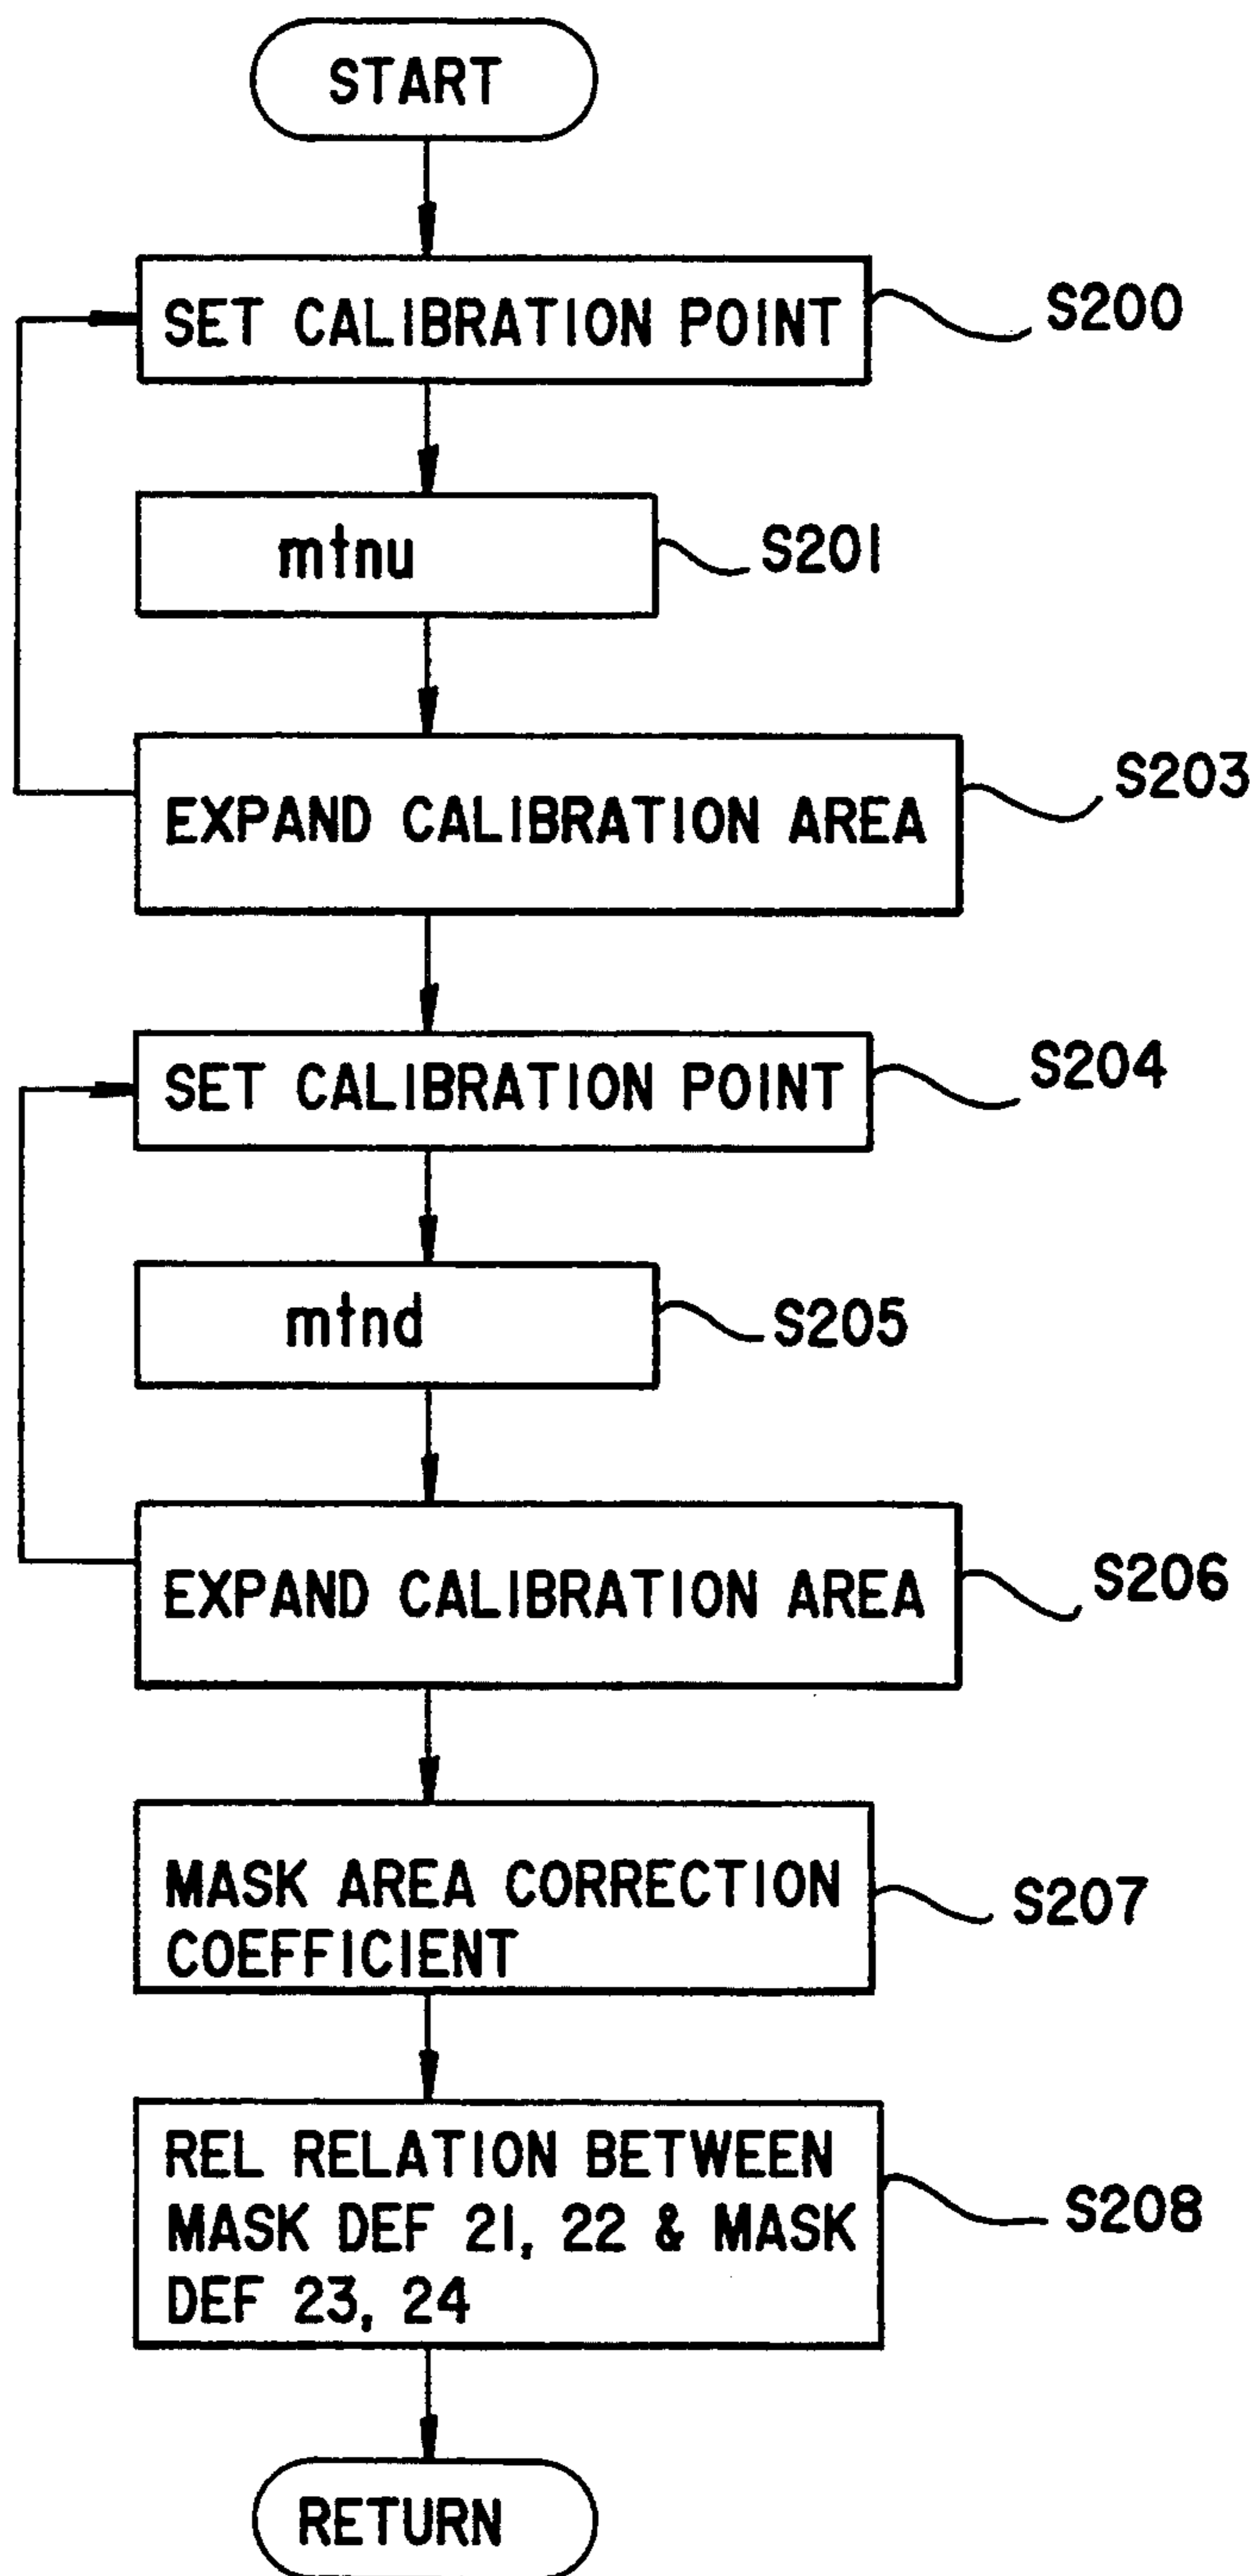 START
SET CALIBRATION POINT
S200
mtnu
S201
EXPAND CALIBRATION AREA
S203
SET CALIBRATION POINT
S204
mtnd
S205
EXPAND CALIBRATION AREA
S206
MASK AREA CORRECTION
COEFFICIENT
S207
REL RELATION BETWEEN
MASK DEF 21, 22 & MASK
DEF 23, 24
S208
RETURN